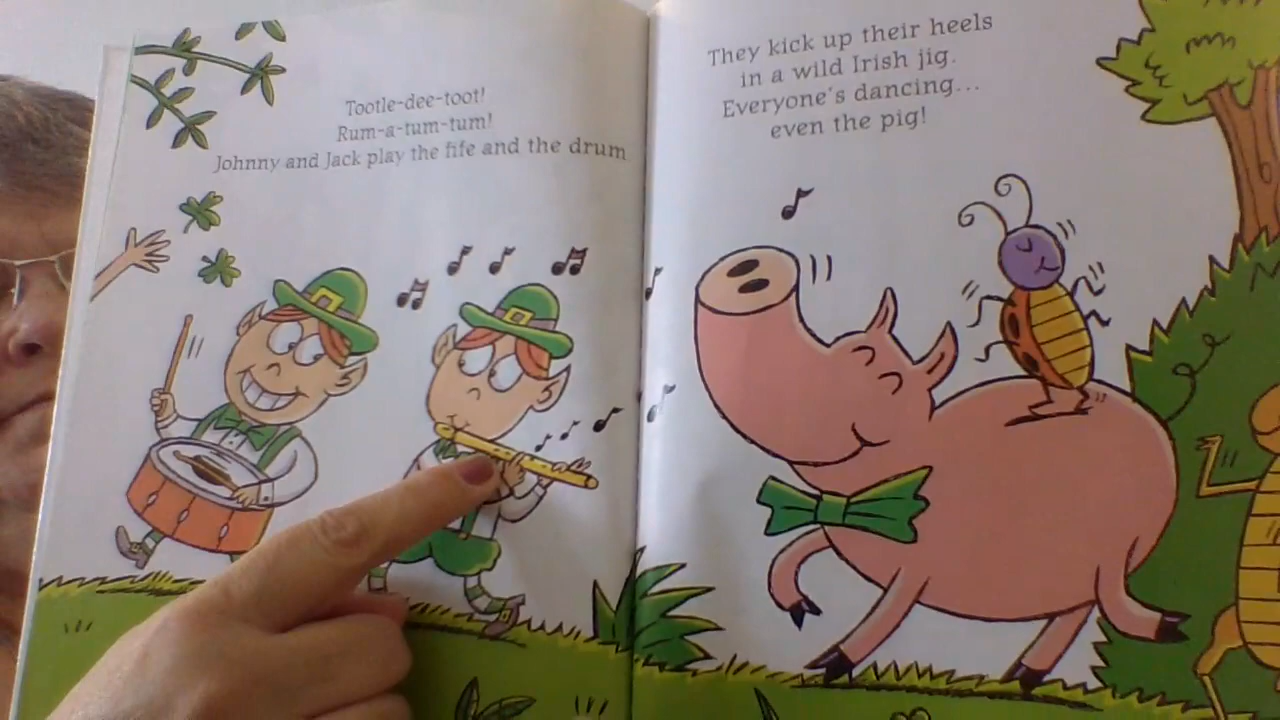 Tootle-dee-toot!
Rum-a-tum-tum!
Johnny and Jack play the fife and the drum
They kick up their heels
in a wild Irish jig.
Everyone's dancing...
even the pig!